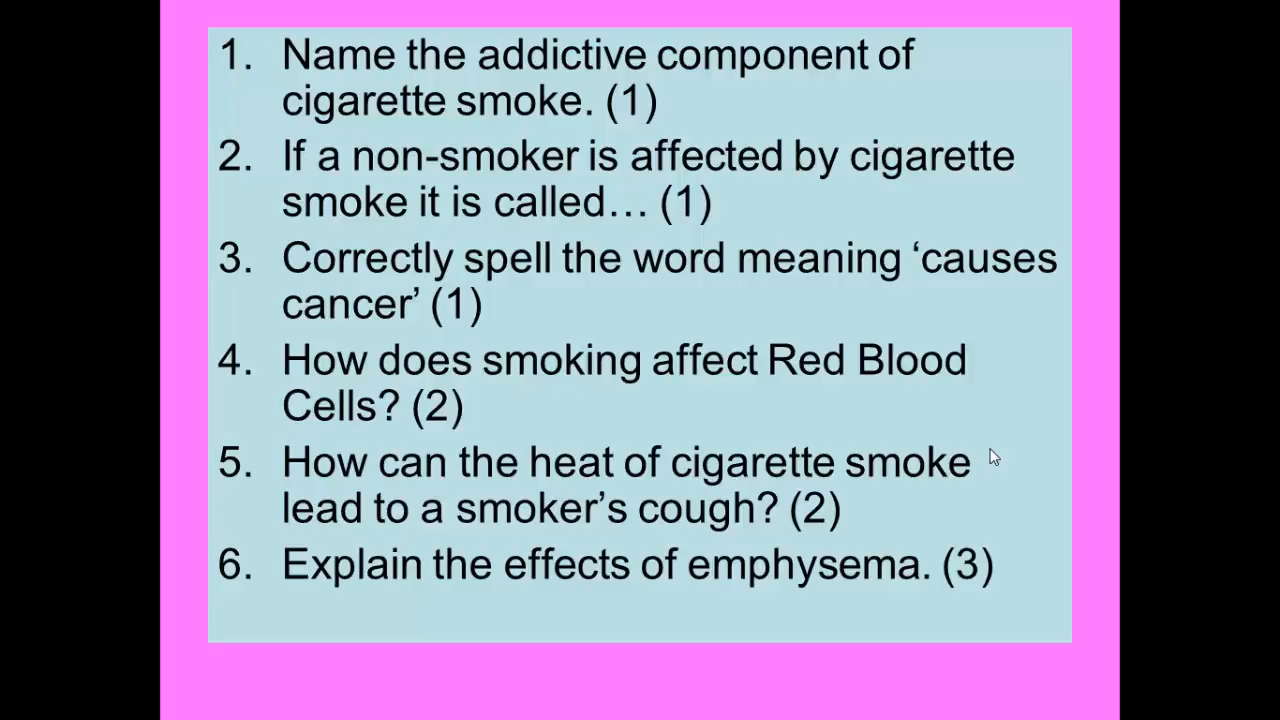 1. Name the addictive component of
cigarette smoke. (1)
2. If a non-smoker is affected by cigarette
smoke it is called… (1)
3. Correctly spell the word meaning ‘causes
cancer’ (1)
4. How does smoking affect Red Blood
Cells? (2)
5. How can the heat of cigarette smoke
lead to a smoker’s cough? (2)
6. Explain the effects of emphysema. (3)